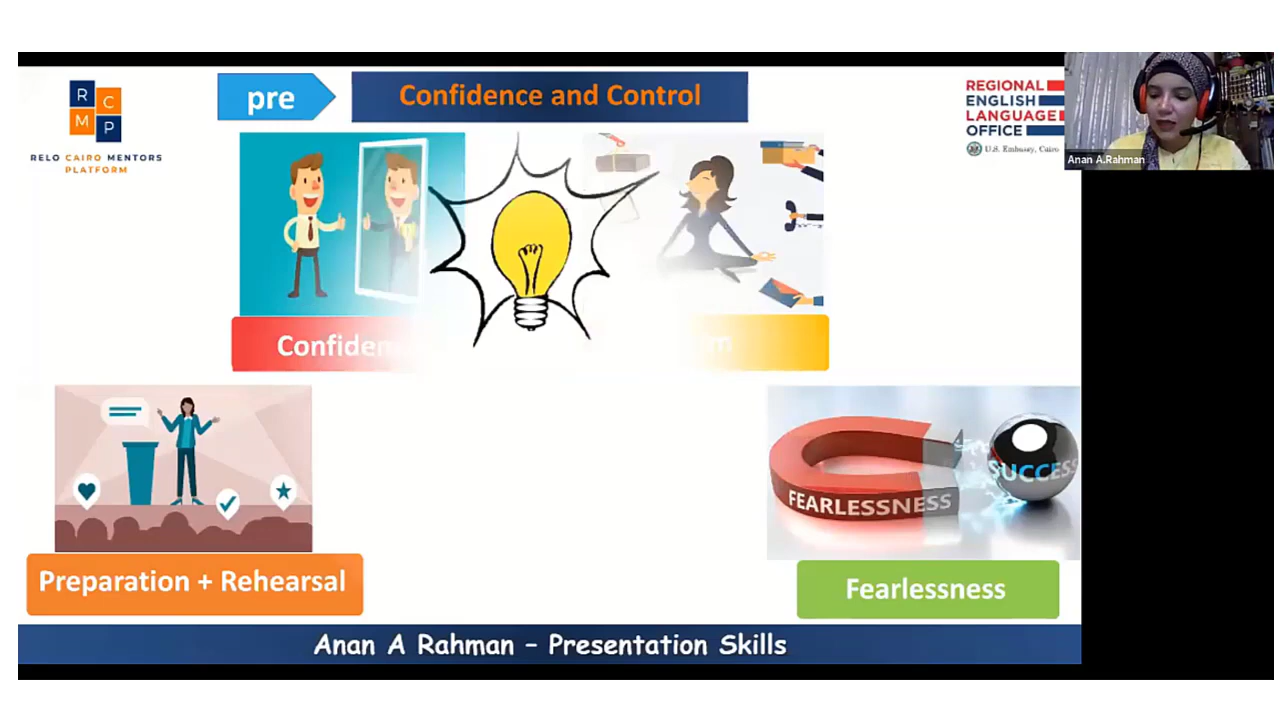 R C
M P
RELO CAIRO MENTORS
PLATFORM
pre
Confidence and Control
REGIONAL
ENGLISH
LANGUAGE
OFFICE
U.S. Embassy, Cairo
Anan A.Rahman
FEARLESSNESS
SUCCESS
Preparation + Rehearsal
Fearlessness
Anan A Rahman – Presentation Skills